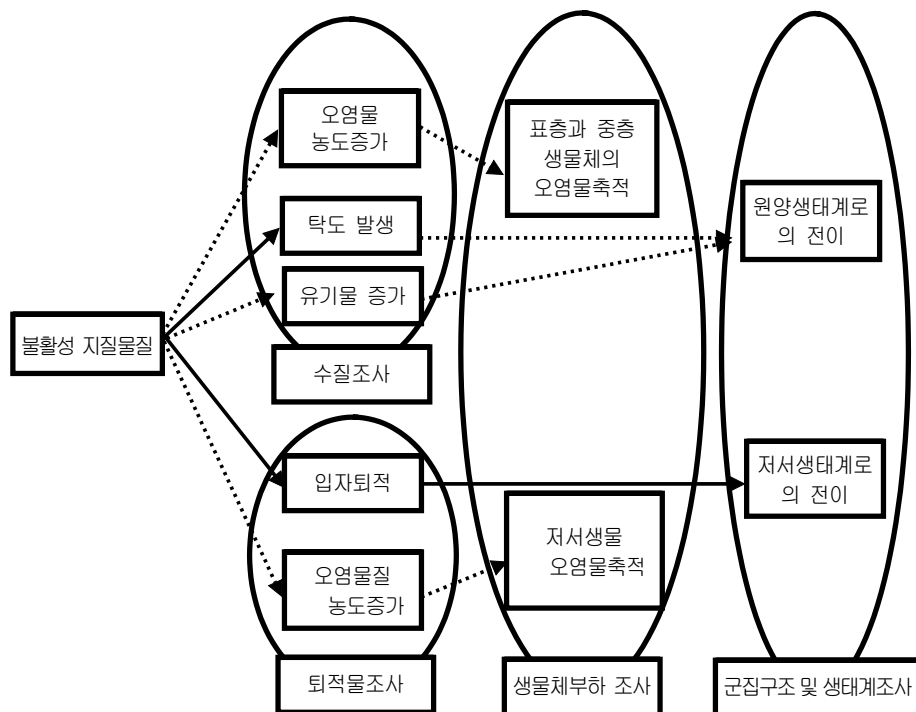 오염물
농도증가
탁도 발생
유기물 증가
수질조사
불활성 지질물질
입자퇴적
오염물질
농도증가
퇴적물조사
표층과 중층
생물체의
오염물축적
저서생물
오염물축적
생물체부하 조사
원양생태계로
의 전이
저서생태계로
의 전이
군집구조 및 생태계조사